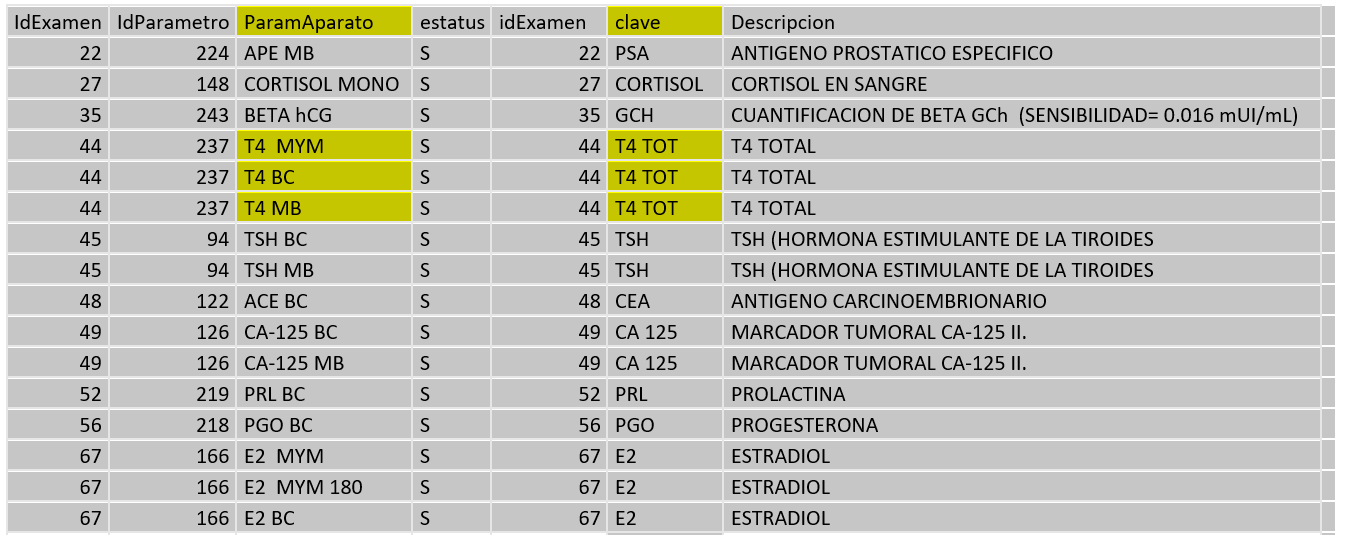 IdExamen IdParametro ParamAparato estatus idExamen clave Descripcion
22 224 APE MB S 22 PSA ANTIGENO PROSTATICO ESPECIFICO
27 148 CORTISOL MONO S 27 CORTISOL CORTISOL EN SANGRE
35 243 BETA hCG S 35 GCH CUANTIFICACION DE BETA GCh  (SENSIBILIDAD= 0.016 mUI/mL)
44 237 T4  MYM S 44 T4 TOT T4 TOTAL
44 237 T4 BC S 44 T4 TOT T4 TOTAL
44 237 T4 MB S 44 T4 TOT T4 TOTAL
45 94 TSH BC S 45 TSH TSH (HORMONA ESTIMULANTE DE LA TIROIDES
45 94 TSH MB S 45 TSH TSH (HORMONA ESTIMULANTE DE LA TIROIDES
48 122 ACE BC S 48 CEA ANTIGENO CARCINOEMBRIONARIO
49 126 CA-125 BC S 49 CA 125 MARCADOR TUMORAL CA-125 II.
49 126 CA-125 MB S 49 CA 125 MARCADOR TUMORAL CA-125 II.
52 219 PRL BC S 52 PRL PROLACTINA
56 218 PGO BC S 56 PGO PROGESTERONA
67 166 E2  MYM S 67 E2 ESTRADIOL
67 166 E2  MYM 180 S 67 E2 ESTRADIOL
67 166 E2 BC S 67 E2 ESTRADIOL